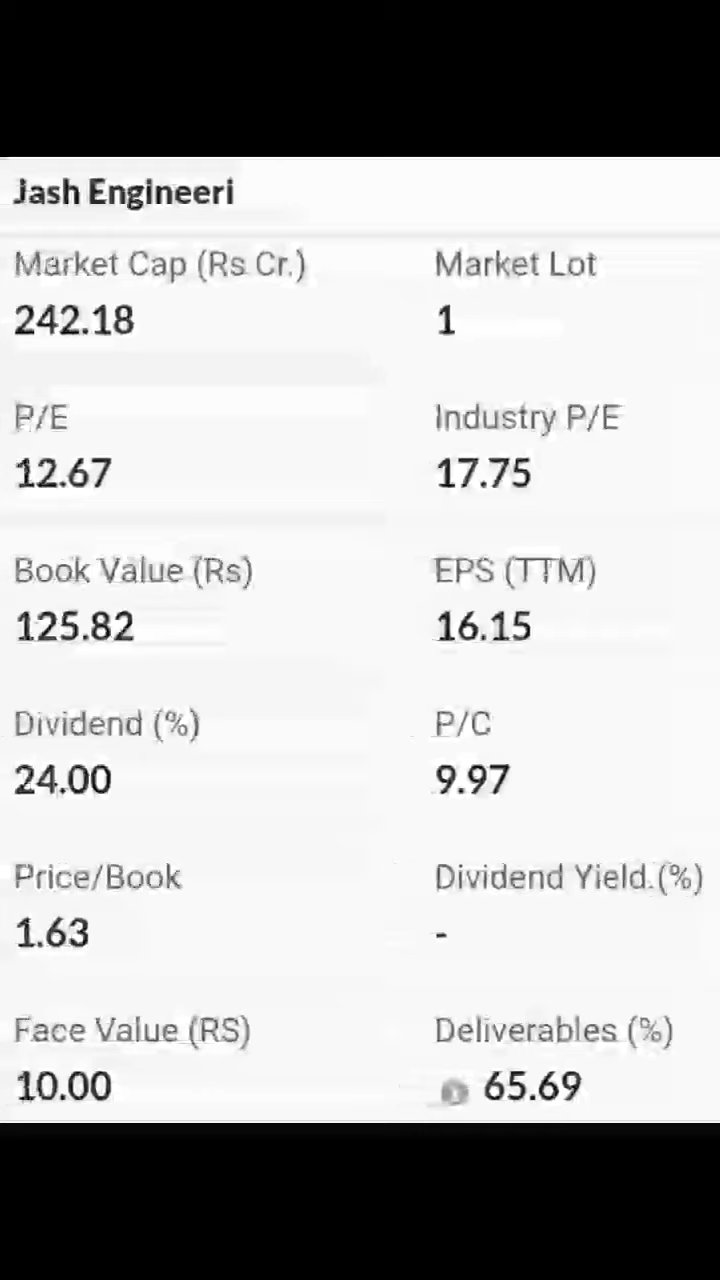 Jash Engineeri
Market Cap (Rs Cr.) Market Lot
242.18 1
P/E Industry P/E
12.67 17.75
Book Value (Rs) EPS (TTM)
125.82 16.15
Dividend (%) P/C
24.00 9.97
Price/Book Dividend Yield.(%)
1.63 -
Face Value (RS) Deliverables (%)
10.00 65.69